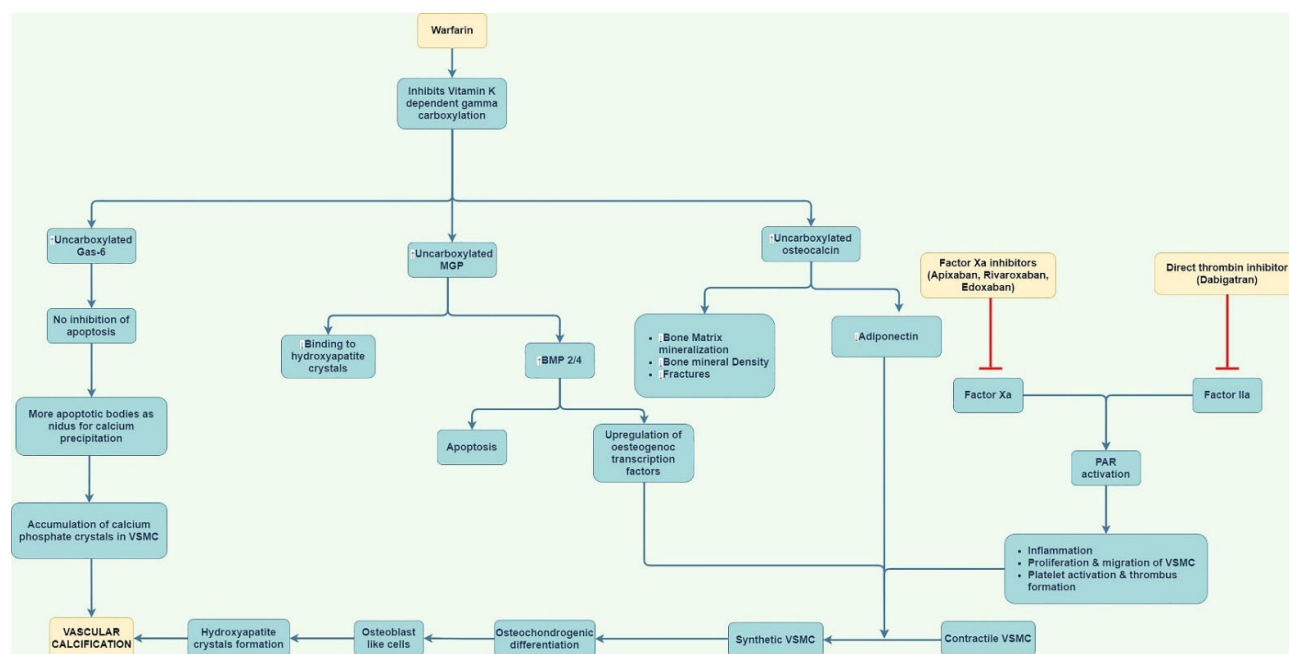 Warfarin
Inhibits Vitamin K
dependent gamma
carboxylation
↑Uncarboxylated
Gas-6
↑Uncarboxylated
MGP
↑Uncarboxylated
osteocalcin
Factor Xa inhibitors
(Apixaban, Rivaroxaban,
Edoxaban)
Direct thrombin inhibitor
(Dabigatran)
No inhibition of
apoptosis
↓Binding to
hydroxyapatite
crystals
↑BMP 2/4
• ↓Bone Matrix
mineralization
• ↓Bone mineral Density
• ↓Fractures
↓Adiponectin
Factor Xa
Factor IIa
More apoptotic bodies as
nidus for calcium
precipitation
Apoptosis
Upregulation of
oesteogenoc
transcription
factors
PAR
activation
Accumulation of calcium
phosphate crystals in VSMC
• Inflammation
• Proliferation & migration of VSMC
• Platelet activation & thrombus
formation
VASCULAR
CALCIFICATION
Hydroxyapatite
crystals formation
Osteoblast
like cells
Osteochondrogenic
differentiation
Synthetic VSMC
Contractile VSMC